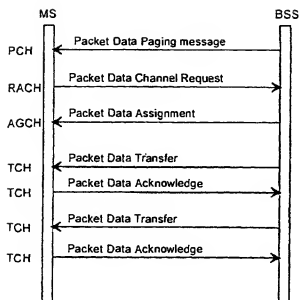 MS BSS
Packet Data Paging message
PCH
Packet Data Channel Request
RACH
Packet Data Assignment
AGCH
Packet Data Transfer
TCH
Packet Data Acknowledge
TCH
Packet Data Transfer
TCH
Packet Data Acknowledge
TCH